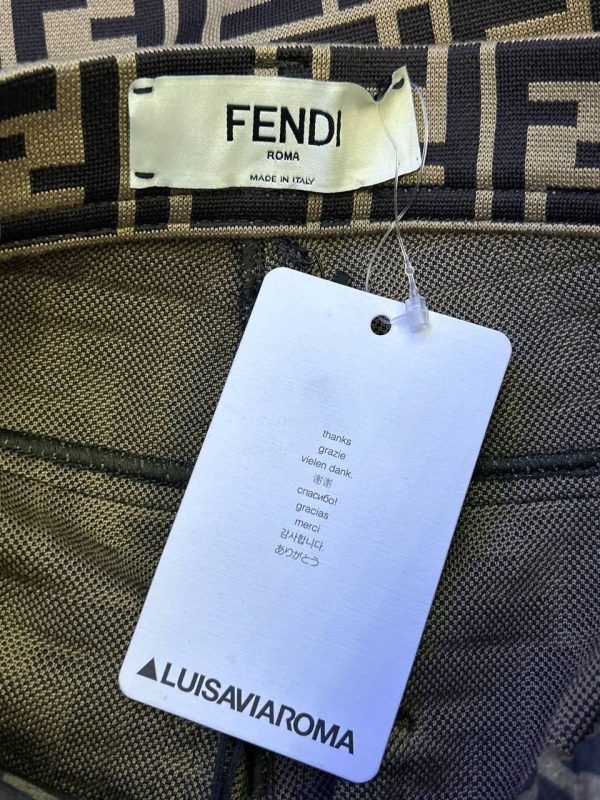 FENDI
ROMA
MADE IN ITALY
thanks
grazie
vielen dank.
谢谢
спасибо!
gracias
merci
감사합니다.
ありがとう
LUISAVIAROMA